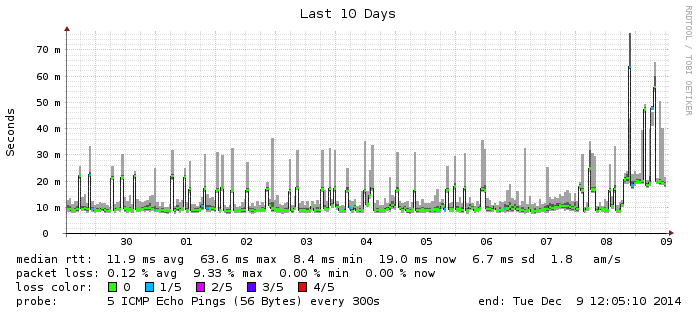 Last 10 Days
RRDTOOL / TOBI OETIKER
Seconds
70 m
60 m
50 m
40 m
30 m
20 m
10 m
0
30 01 02 03 04 05 06 07 08 09
median rtt: 11.9 ms avg 63.6 ms max 8.4 ms min 19.0 ms now 6.7 ms sd 1.8 am/s
packet loss: 0.12 % avg 9.33 % max 0.00 % min 0.00 % now
loss color: 0 1/5 2/5 3/5 4/5
probe: 5 ICMP Echo Pings (56 Bytes) every 300s end: Tue Dec 9 12:05:10 2014